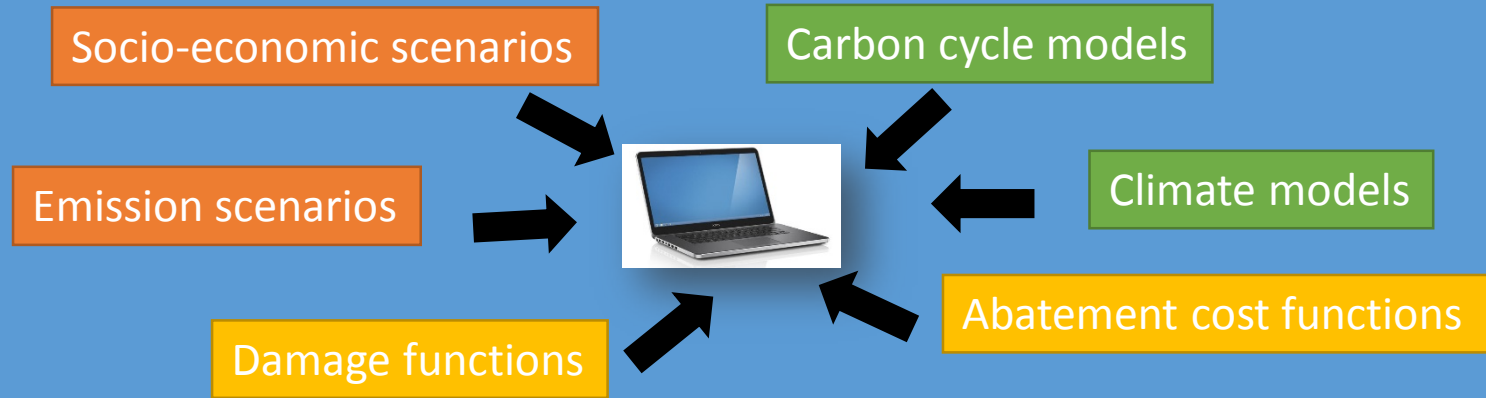 Socio-economic scenarios
Carbon cycle models
Emission scenarios
Climate models
Damage functions
Abatement cost functions